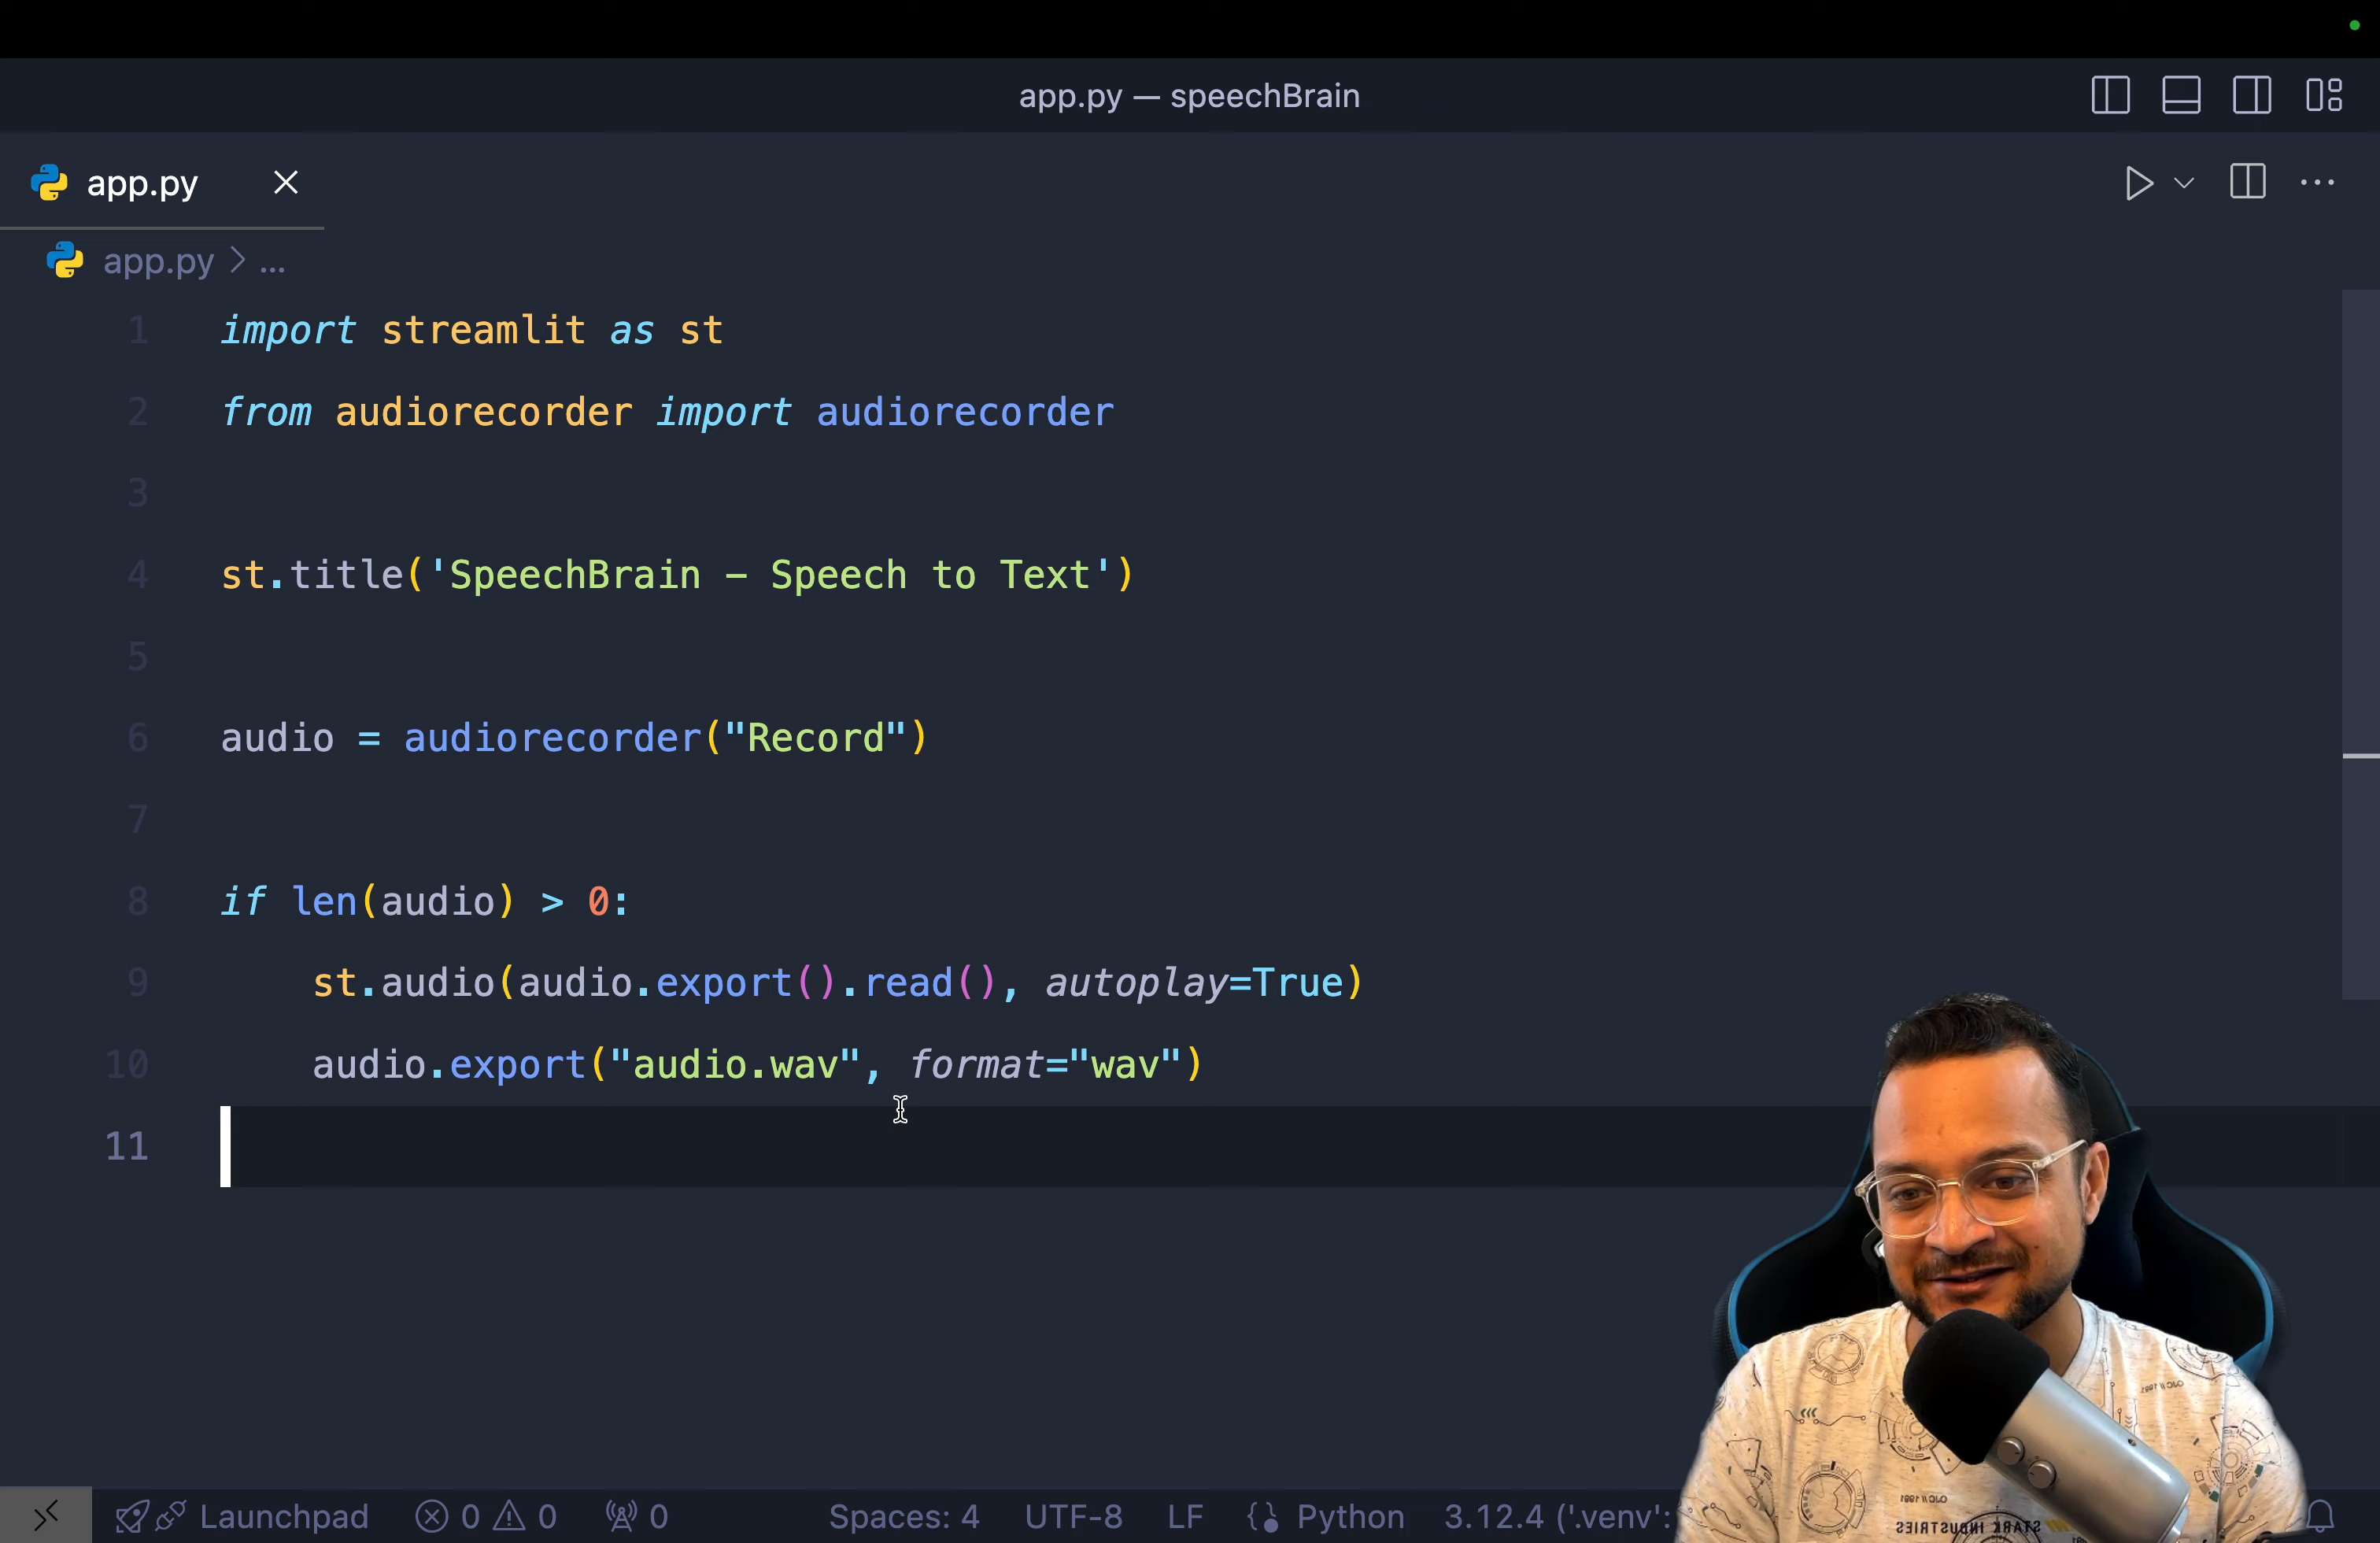 app.py — speechBrain
app.py
app.py > ...
1 import streamlit as st
2 from audiorecorder import audiorecorder
3
4 st.title('SpeechBrain - Speech to Text')
5
6 audio = audiorecorder("Record")
7
8 if len(audio) > 0:
9 st.audio(audio.export().read(), autoplay=True)
10 audio.export("audio.wav", format="wav")
11
Launchpad 0 0 0 Spaces: 4 UTF-8 LF Python 3.12.4 ('.venv':
STARK INDUSTRIES